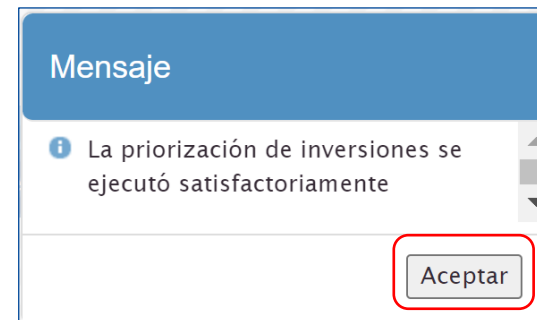 Mensaje
La priorización de inversiones se
ejecutó satisfactoriamente
Aceptar